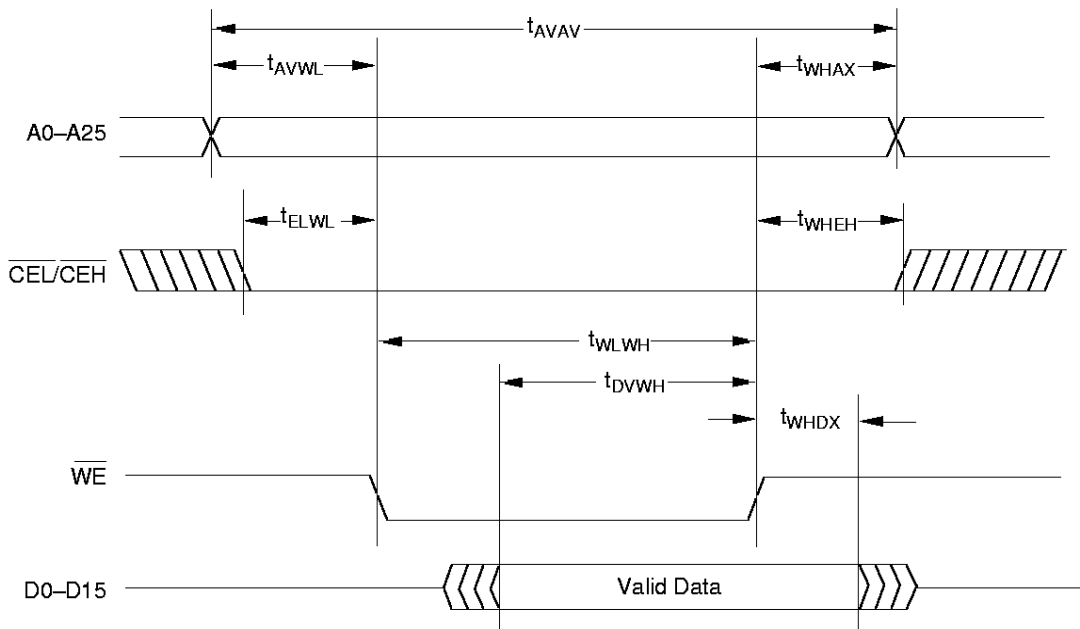 tAVAV
tAVWL
tWHAX
A0–A25
tELWL
tWHEH
CEL/CEH
tWLWH
tDVWH
tWHDX
WE
D0–D15
Valid Data